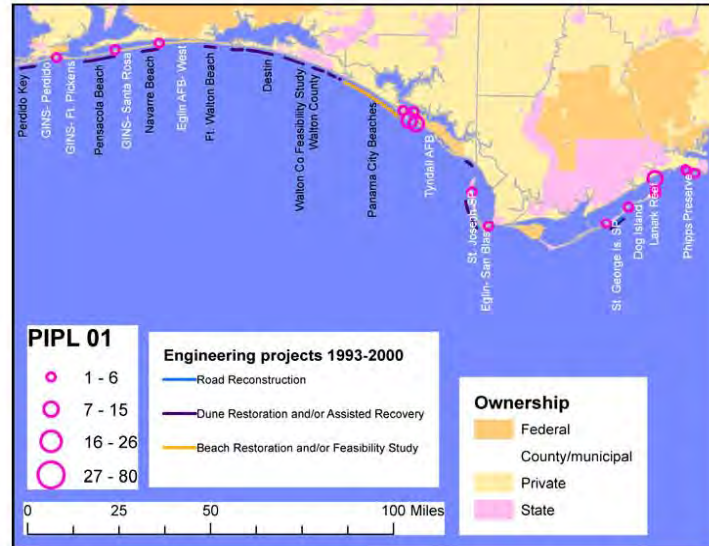 Perdido Key
GINS- Perdido
GINS- Ft. Pickens
Pensacola Beach
GINS- Santa Rosa
Navarre Beach
Eglin AFB- West
Ft. Walton Beach
Destin
Walton Co Feasibility Study
Walton County
Panama City Beaches
Tyndall AFB
St. Joseph SP
Eglin- San Blas
St. George Is. SP
Dog Island
Lanark Reef
Phipps Preserve
PIPL 01
1 - 6
7 - 15
16 - 26
27 - 80
Engineering projects 1993-2000
Road Reconstruction
Dune Restoration and/or Assisted Recovery
Beach Restoration and/or Feasibility Study
Ownership
Federal
County/municipal
Private
State
0 25 50 100 Miles